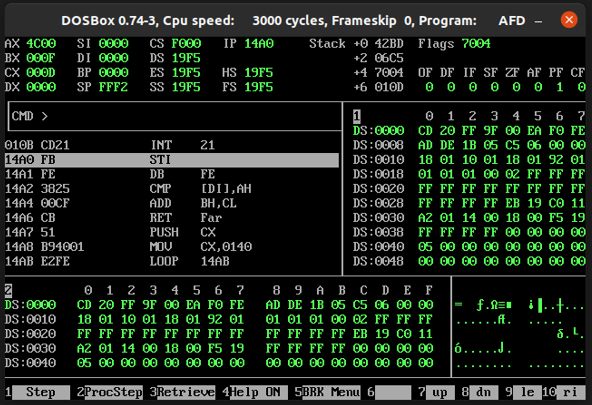 DOSBox 0.74-3, Cpu speed: 3000 cycles, Frameskip 0, Program: AFD
AX 4C00 SI 0000 CS F000 IP 14A0 Stack +0 42BD Flags 7004
BX 000F DI 0000 DS 19F5 +2 06C5
CX 000D BP 0000 ES 19F5 HS 19F5 +4 7004 OF DF IF SF ZF AF PF CF
DX 0000 SP FFF2 SS 19F5 FS 19F5 +6 010D 0 0 0 0 0 0 1 0
CMD >
1 0 1 2 3 4 5 6 7
DS:0000 CD 20 FF 9F 00 EA F0 FE
DS:0008 AD DE 1B 05 C5 06 00 00
DS:0010 18 01 10 01 18 01 92 01
DS:0018 01 01 01 00 02 FF FF FF
DS:0020 FF FF FF FF FF FF FF FF
DS:0028 FF FF FF FF EB 19 C0 11
DS:0030 A2 01 14 00 18 00 F5 19
DS:0038 FF FF FF FF 00 00 00 00
DS:0040 05 00 00 00 00 00 00 00
DS:0048 00 00 00 00 00 00 00 00
010B CD21 INT 21
14A0 FB STI
14A1 FE DB FE
14A2 3825 CMP [DI],AH
14A4 00CF ADD BH,CL
14A6 CB RET Far
14A7 51 PUSH CX
14A8 B94001 MOV CX,0140
14AB E2FE LOOP 14AB
2 0 1 2 3 4 5 6 7 8 9 A B C D E F
DS:0000 CD 20 FF 9F 00 EA F0 FE AD DE 1B 05 C5 06 00 00
DS:0010 18 01 10 01 18 01 92 01 01 01 01 00 02 FF FF FF
DS:0020 FF FF FF FF FF FF FF FF FF FF FF FF EB 19 C0 11
DS:0030 A2 01 14 00 18 00 F5 19 FF FF FF FF 00 00 00 00
DS:0040 05 00 00 00 00 00 00 00 00 00 00 00 00 00 00 00
1 Step 2 ProcStep 3 Retrieve 4 Help ON 5 BRK Menu 6 7 up 8 dn 9 le 10 ri